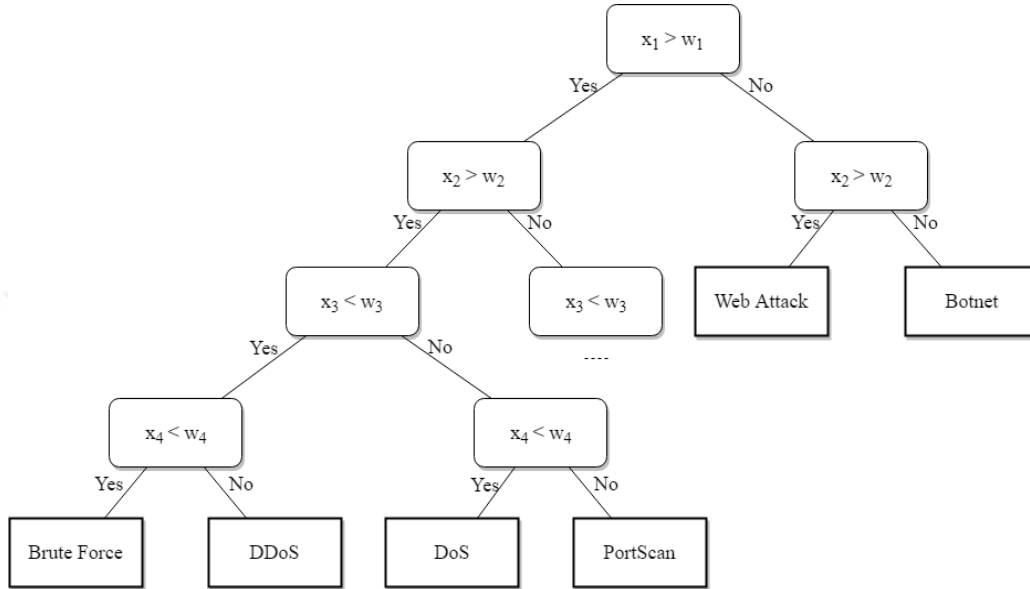 x₁ > w₁
Yes
No
x₂ > w₂
x₂ > w₂
Yes
No
Yes
No
x₃ < w₃
x₃ < w₃
Web Attack
Botnet
Yes
No
----
x₄ < w₄
x₄ < w₄
Yes
No
Yes
No
Brute Force
DDoS
DoS
PortScan